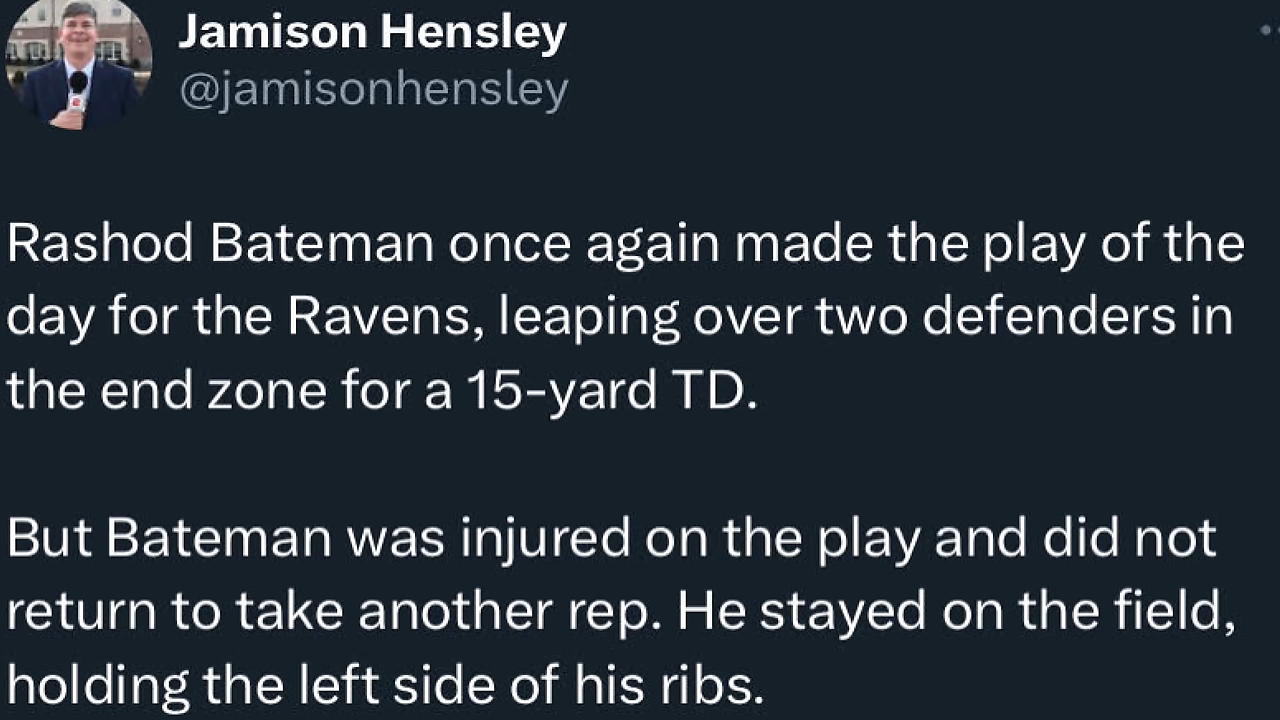 Jamison Hensley
@jamisonhensley
Rashod Bateman once again made the play of the
day for the Ravens, leaping over two defenders in
the end zone for a 15-yard TD.
But Bateman was injured on the play and did not
return to take another rep. He stayed on the field,
holding the left side of his ribs.